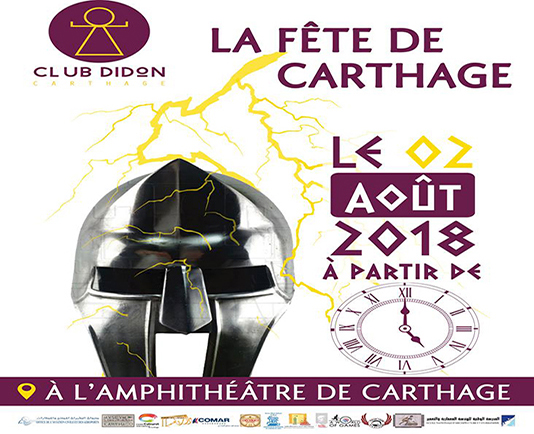 CLUB DIDON
CARTHAGE
LA FÊTE DE
CARTHAGE
LE 02
AOÛT
2018
À PARTIR DE
À L'AMPHITHÉÂTRE DE CARTHAGE
COMAR